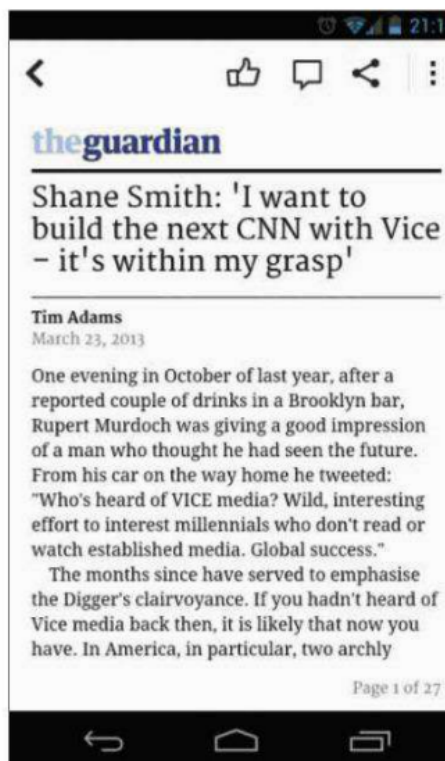 21:1
theguardian
Shane Smith: 'I want to
build the next CNN with Vice
– it's within my grasp'
Tim Adams
March 23, 2013
One evening in October of last year, after a
reported couple of drinks in a Brooklyn bar,
Rupert Murdoch was giving a good impression
of a man who thought he had seen the future.
From his car on the way home he tweeted:
"Who's heard of VICE media? Wild, interesting
effort to interest millennials who don't read or
watch established media. Global success."
The months since have served to emphasise
the Digger's clairvoyance. If you hadn't heard of
Vice media back then, it is likely that now you
have. In America, in particular, two archly
Page 1 of 27